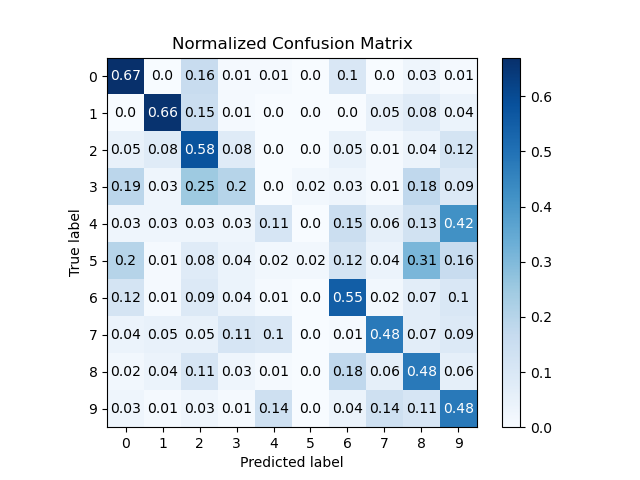 Normalized Confusion Matrix
0 0.67 0.0 0.16 0.01 0.01 0.0 0.1 0.0 0.03 0.01
1 0.0 0.66 0.15 0.01 0.0 0.0 0.0 0.05 0.08 0.04
2 0.05 0.08 0.58 0.08 0.0 0.0 0.05 0.01 0.04 0.12
3 0.19 0.03 0.25 0.2 0.0 0.02 0.03 0.01 0.18 0.09
4 0.03 0.03 0.03 0.03 0.11 0.0 0.15 0.06 0.13 0.42
5 0.2 0.01 0.08 0.04 0.02 0.02 0.12 0.04 0.31 0.16
6 0.12 0.01 0.09 0.04 0.01 0.0 0.55 0.02 0.07 0.1
7 0.04 0.05 0.05 0.11 0.1 0.0 0.01 0.48 0.07 0.09
8 0.02 0.04 0.11 0.03 0.01 0.0 0.18 0.06 0.48 0.06
9 0.03 0.01 0.03 0.01 0.14 0.0 0.04 0.14 0.11 0.48
0 1 2 3 4 5 6 7 8 9
Predicted label
True label
0.6
0.5
0.4
0.3
0.2
0.1
0.0